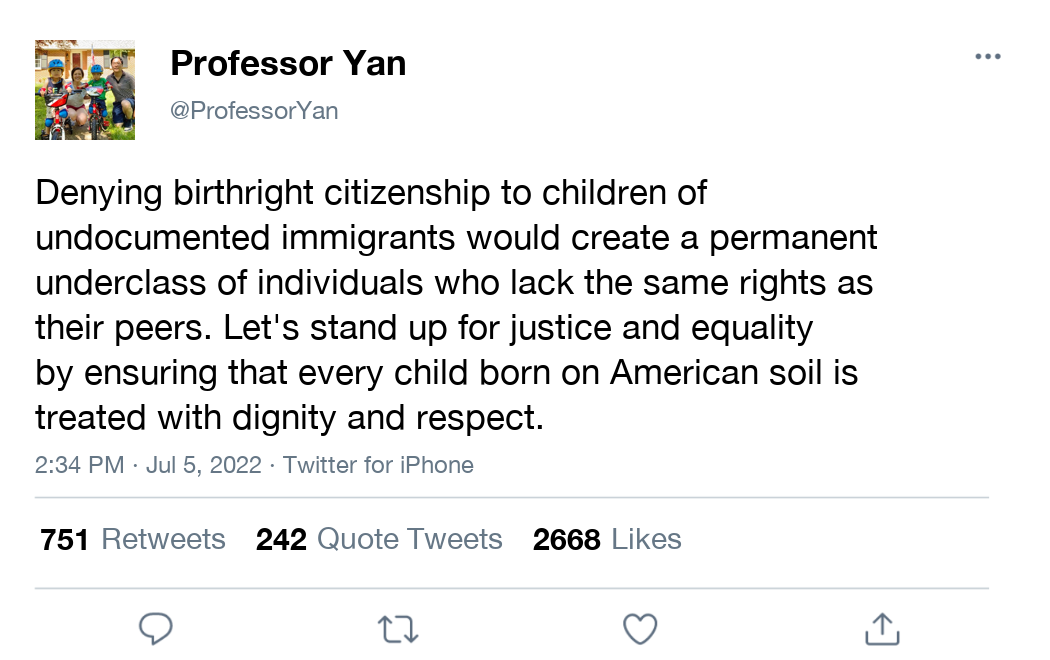 Professor Yan
@ProfessorYan
Denying birthright citizenship to children of
undocumented immigrants would create a permanent
underclass of individuals who lack the same rights as
their peers. Let's stand up for justice and equality
by ensuring that every child born on American soil is
treated with dignity and respect.
2:34 PM · Jul 5, 2022 · Twitter for iPhone
751 Retweets 242 Quote Tweets 2668 Likes